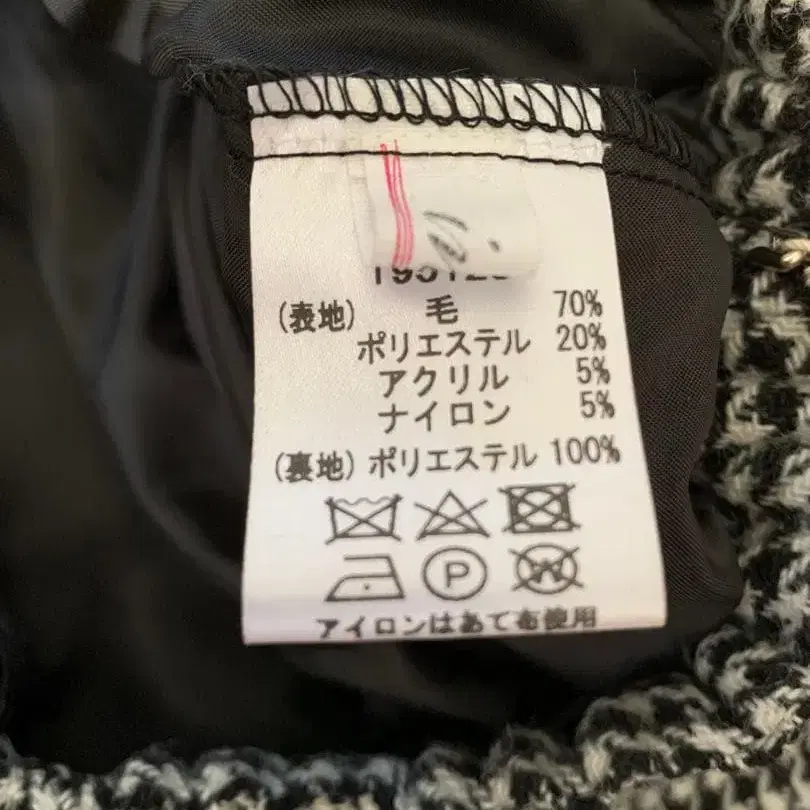 (表地) 毛 70%
ポリエステル 20%
アクリル 5%
ナイロン 5%
(裏地) ポリエステル 100%
P
W
アイロンはあて布使用